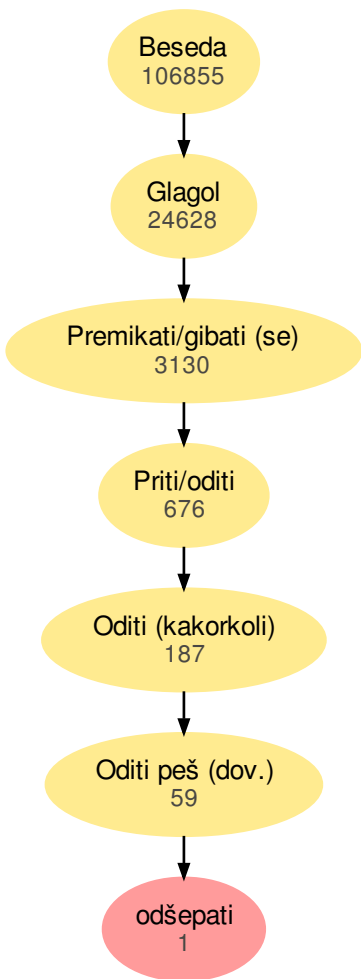 Beseda
106855
Glagol
24628
Premikati/gibati (se)
3130
Priti/oditi
676
Oditi (kakorkoli)
187
Oditi peš (dov.)
59
odšepati
1